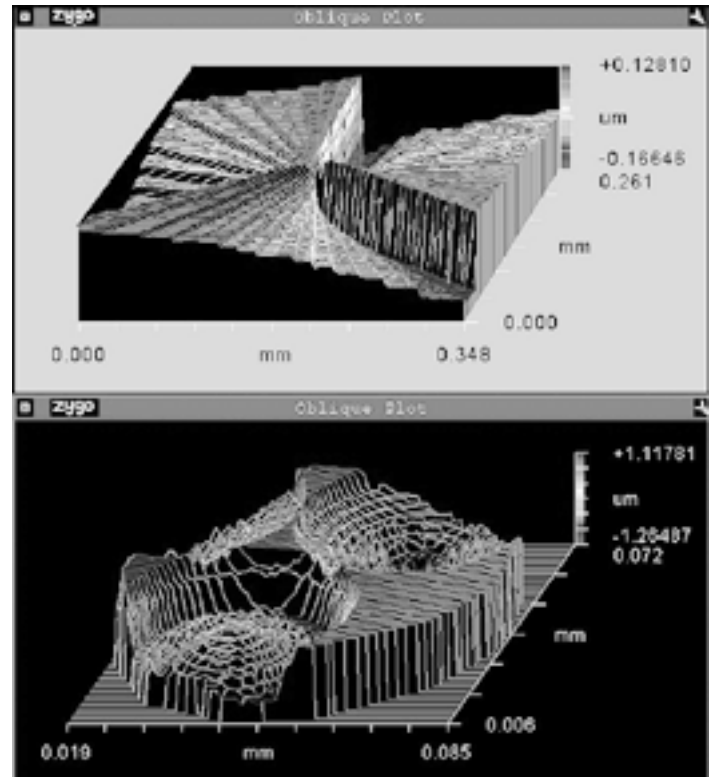 zygo Oblique Plot
+0.12810
um
-0.16646
0.261
mm
0.000
0.000 mm 0.348
zygo Oblique Plot
+1.11781
um
-1.26487
0.072
mm
0.006
0.019 mm 0.085